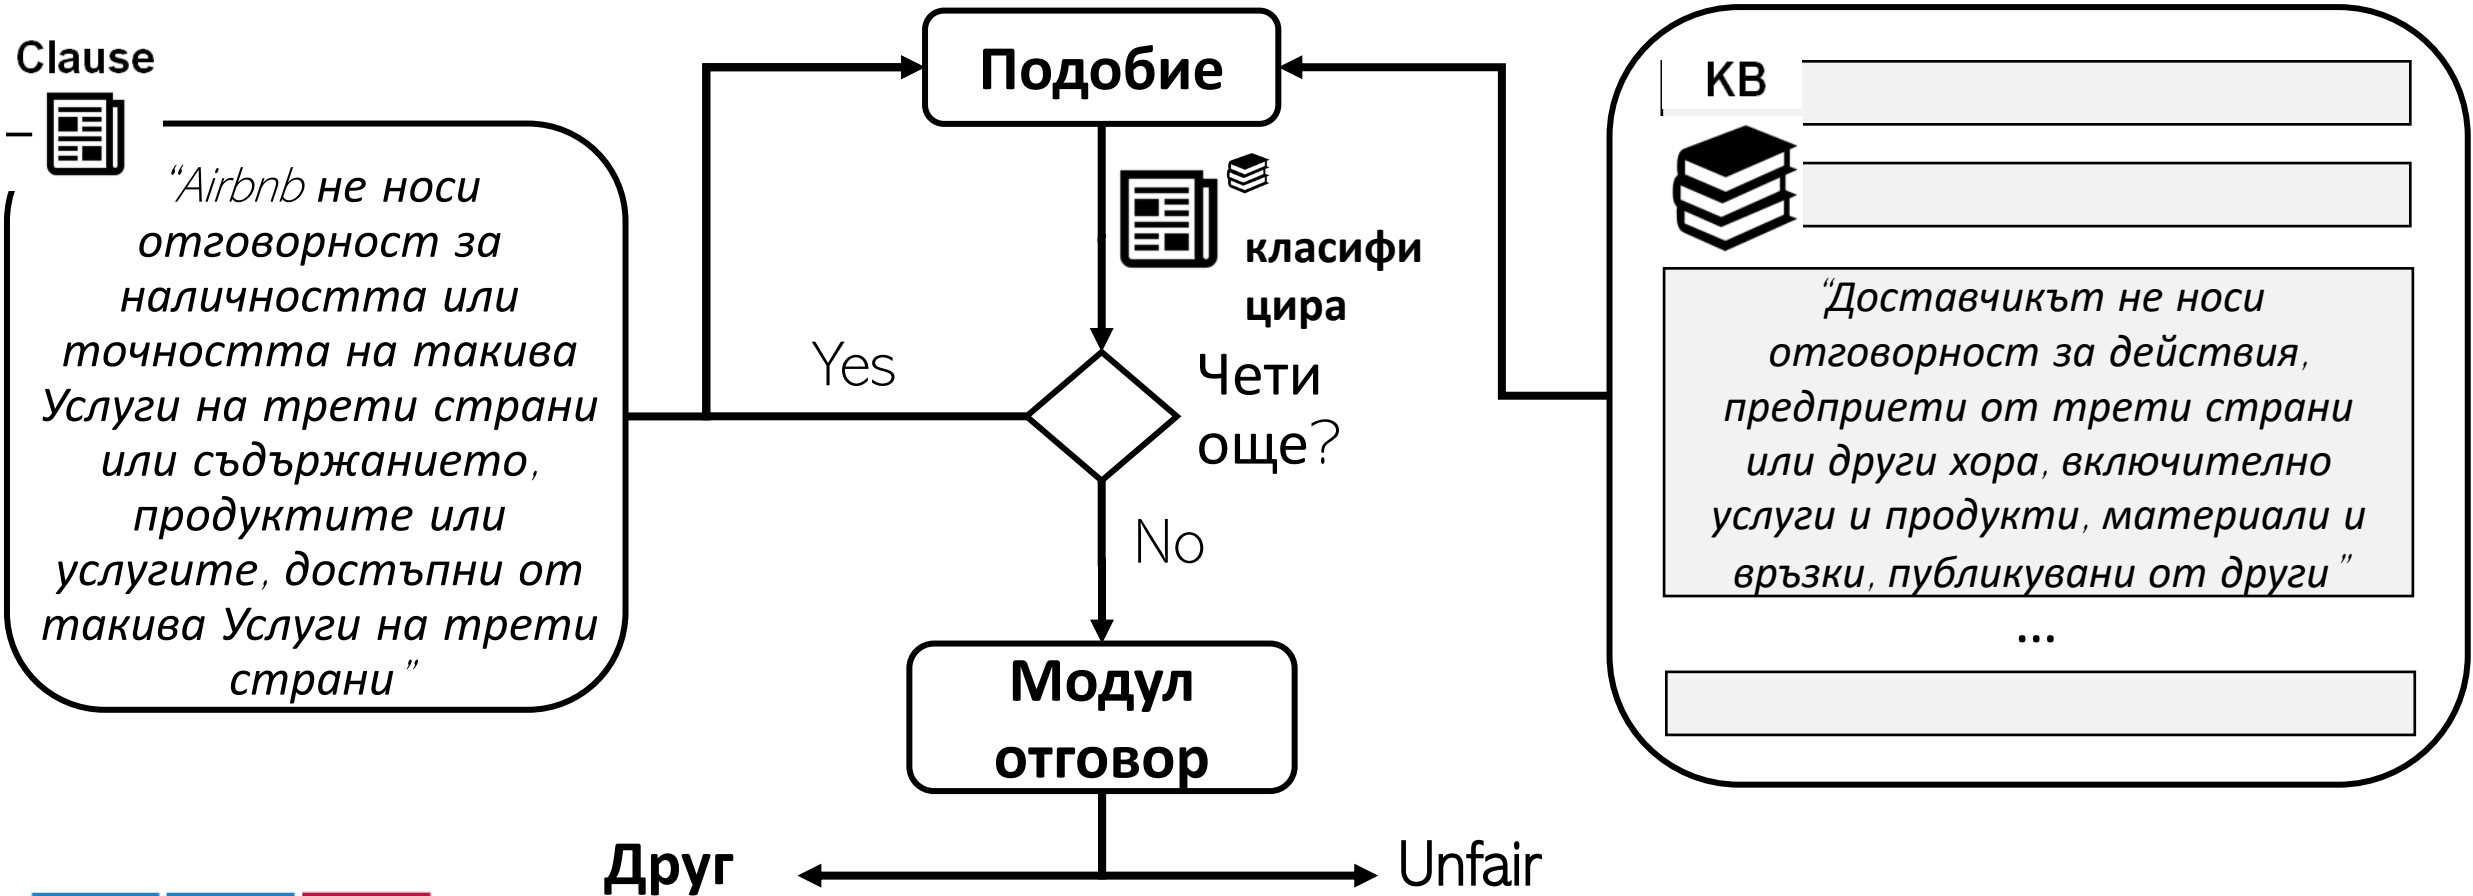 Clause
“Airbnb не носи
отговорност за
наличността или
точността на такива
Услуги на трети страни
или съдържанието,
продуктите или
услугите, достъпни от
такива Услуги на трети
страни”
Подобие
класифи
цира
Yes
Чети
още?
No
Модул
отговор
Друг
Unfair
KB
“Доставчикът не носи
отговорност за действия,
предприети от трети страни
или други хора, включително
услуги и продукти, материали и
връзки, публикувани от други”
...